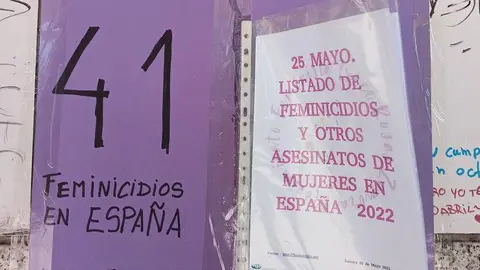 41
FEMINICIDIOS
EN ESPAÑA
25 MAYO.
LISTADO DE
FEMINICIDIOS
Y OTROS
ASESINATOS DE
MUJERES EN
ESPAÑA 2022